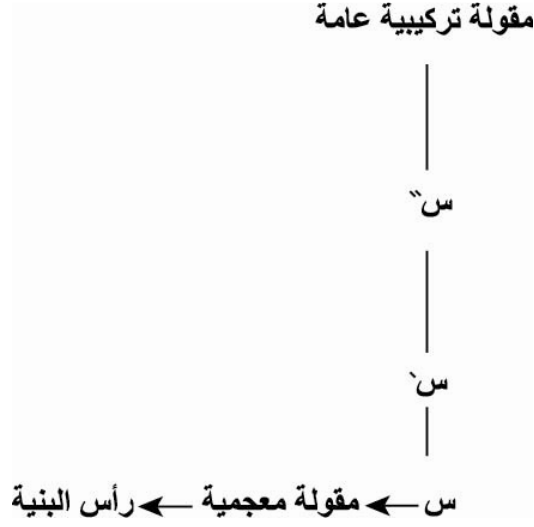 مقولة تركيبية عامة
س‶
س‵
س ← مقولة معجمية ← رأس البنية